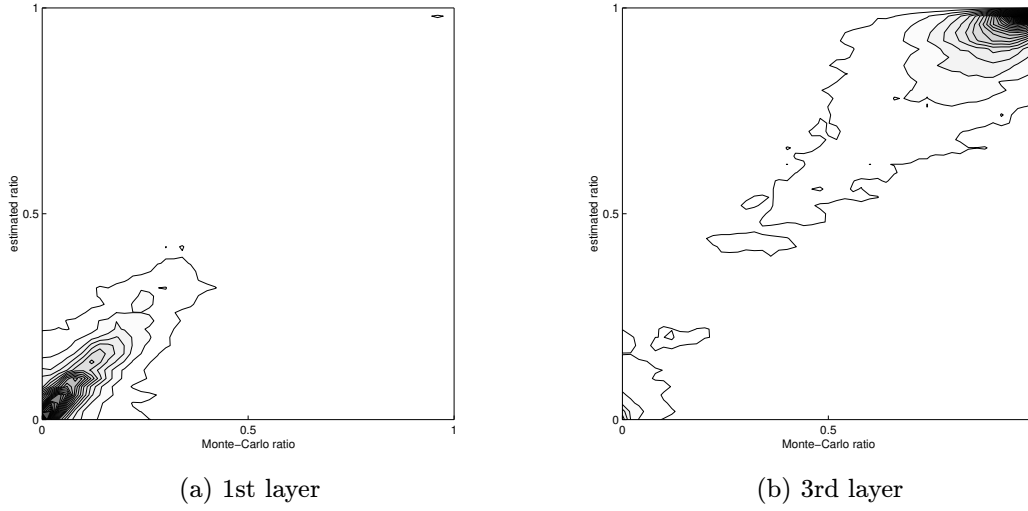 1
0.5
0
0
0.5
1
estimated ratio
Monte−Carlo ratio
(a) 1st layer
1
0.5
0
0
0.5
estimated ratio
Monte−Carlo ratio
(b) 3rd layer